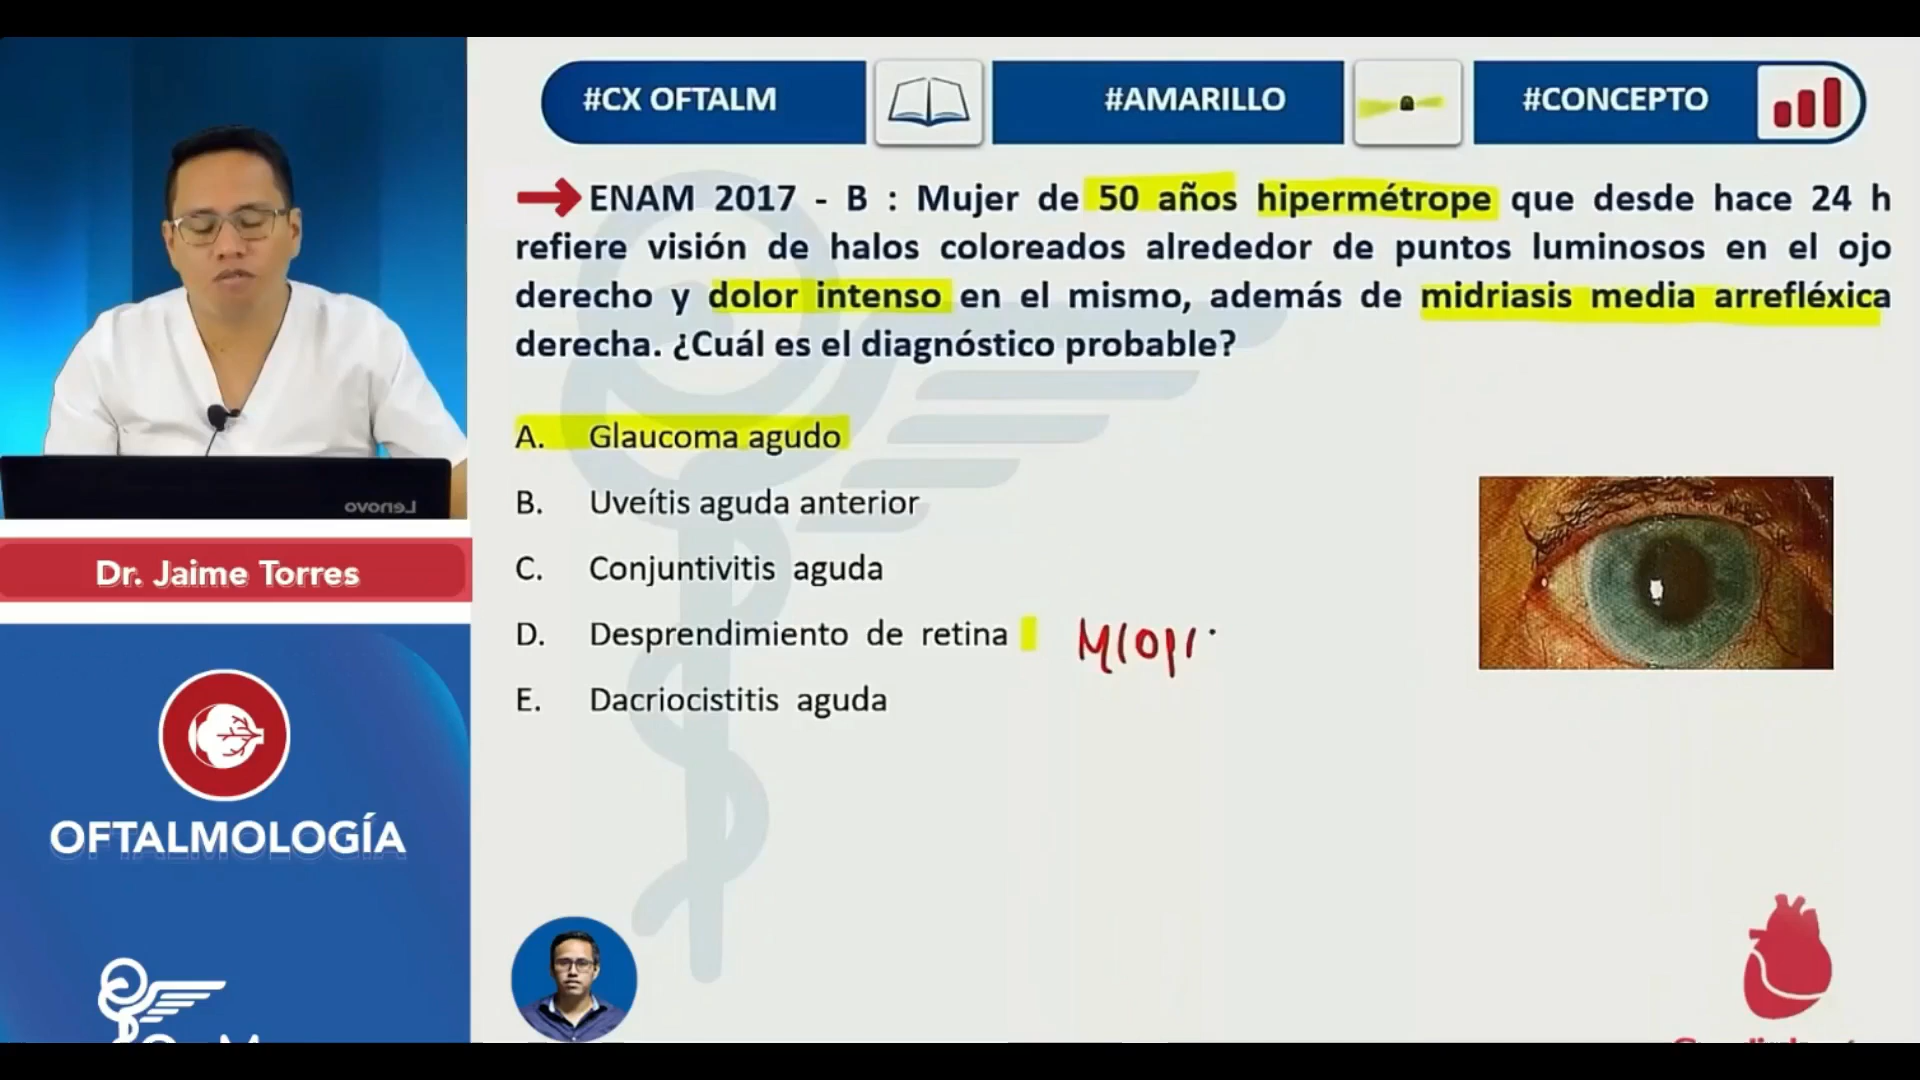 #CX OFTALM
#AMARILLO
#CONCEPTO
ENAM 2017 - B : Mujer de 50 años hipermétrope que desde hace 24 h
refiere visión de halos coloreados alrededor de puntos luminosos en el ojo
derecho y dolor intenso en el mismo, además de midriasis media arrefléxica
derecha. ¿Cuál es el diagnóstico probable?
A. Glaucoma agudo
B. Uveítis aguda anterior
C. Conjuntivitis aguda
D. Desprendimiento de retina
E. Dacriocistitis aguda
Lenovo
Dr. Jaime Torres
OFTALMOLOGÍA